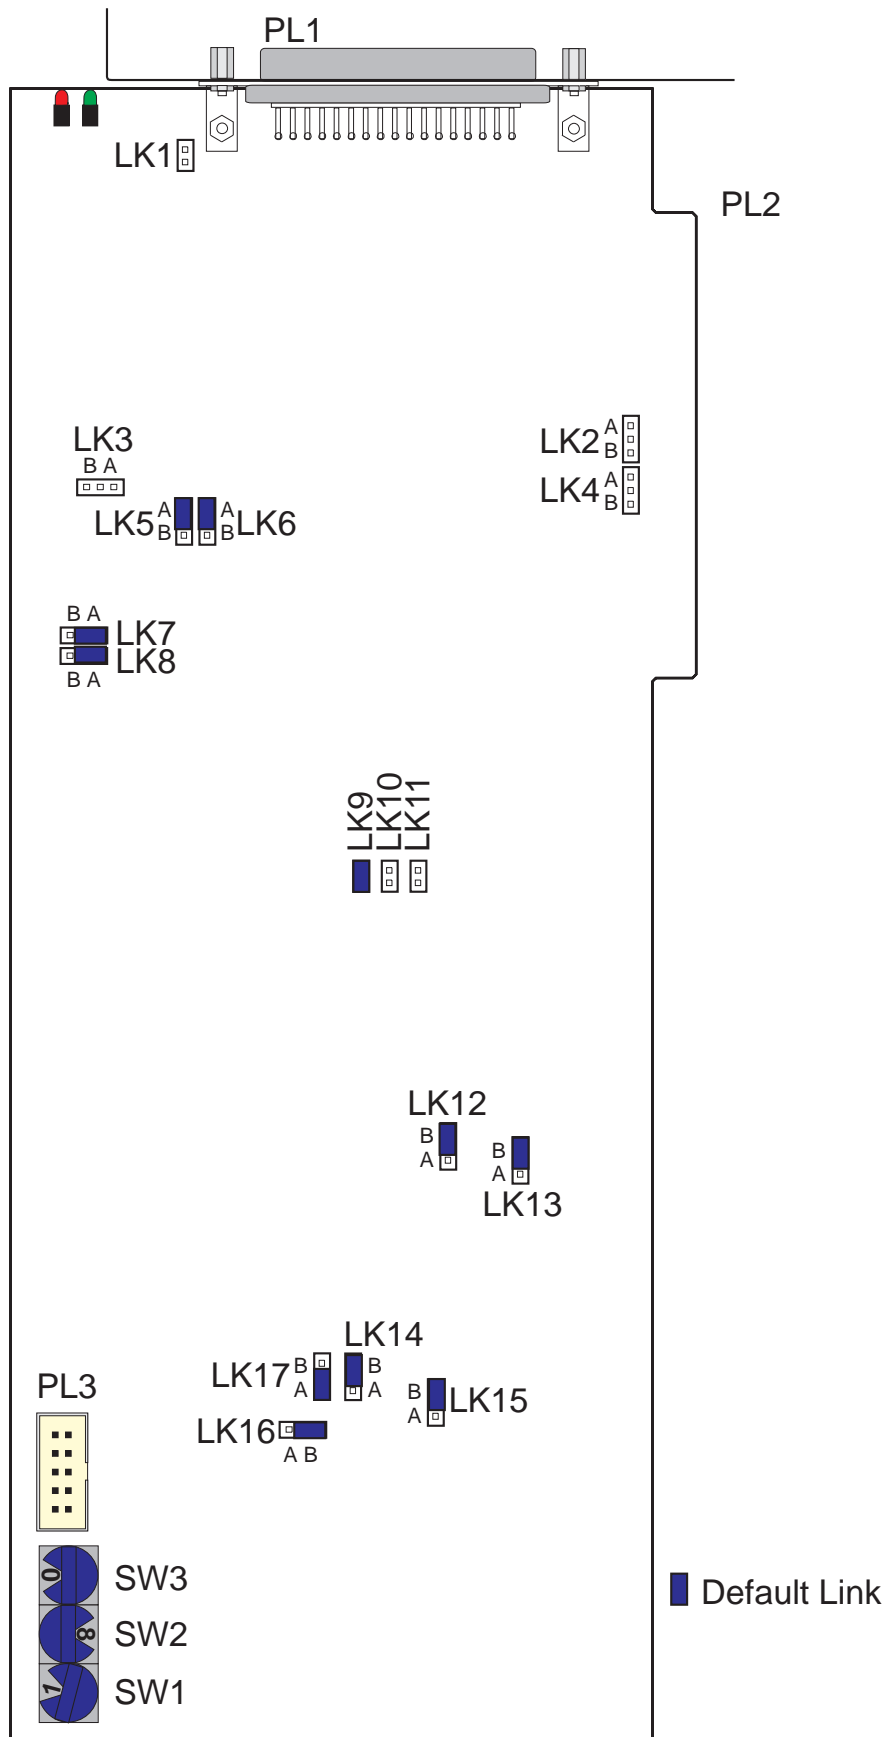 PL1
LK1
PL2
LK3
B A
LK2 A
B
LK4 A
B
LK5 A
B
A LK6
B
B A
LK7
LK8
B A
LK9
LK10
LK11
LK12
B
A
B
A
LK13
LK14
LK17 B
A
B
A
B
A LK15
LK16
A B
PL3
0
SW3
8
SW2
1
SW1
Default Link